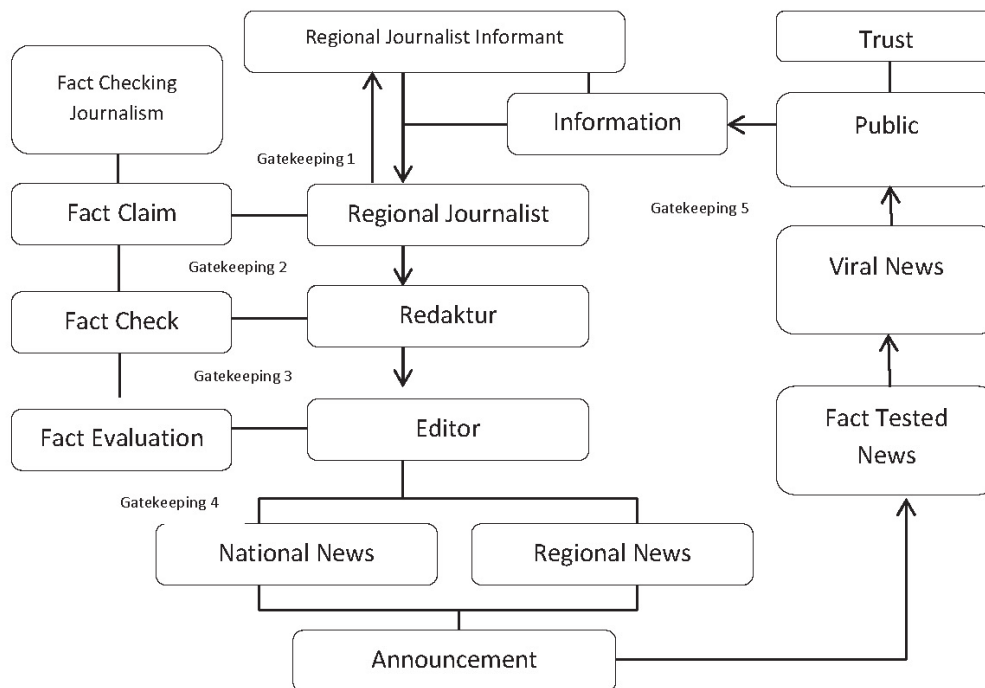 Regional Journalist Informant
Trust
Fact Checking
Journalism
Information
Public
Gatekeeping 1
Fact Claim
Regional Journalist
Gatekeeping 5
Gatekeeping 2
Viral News
Fact Check
Redaktur
Gatekeeping 3
Fact Tested
News
Fact Evaluation
Editor
Gatekeeping 4
National News
Regional News
Announcement